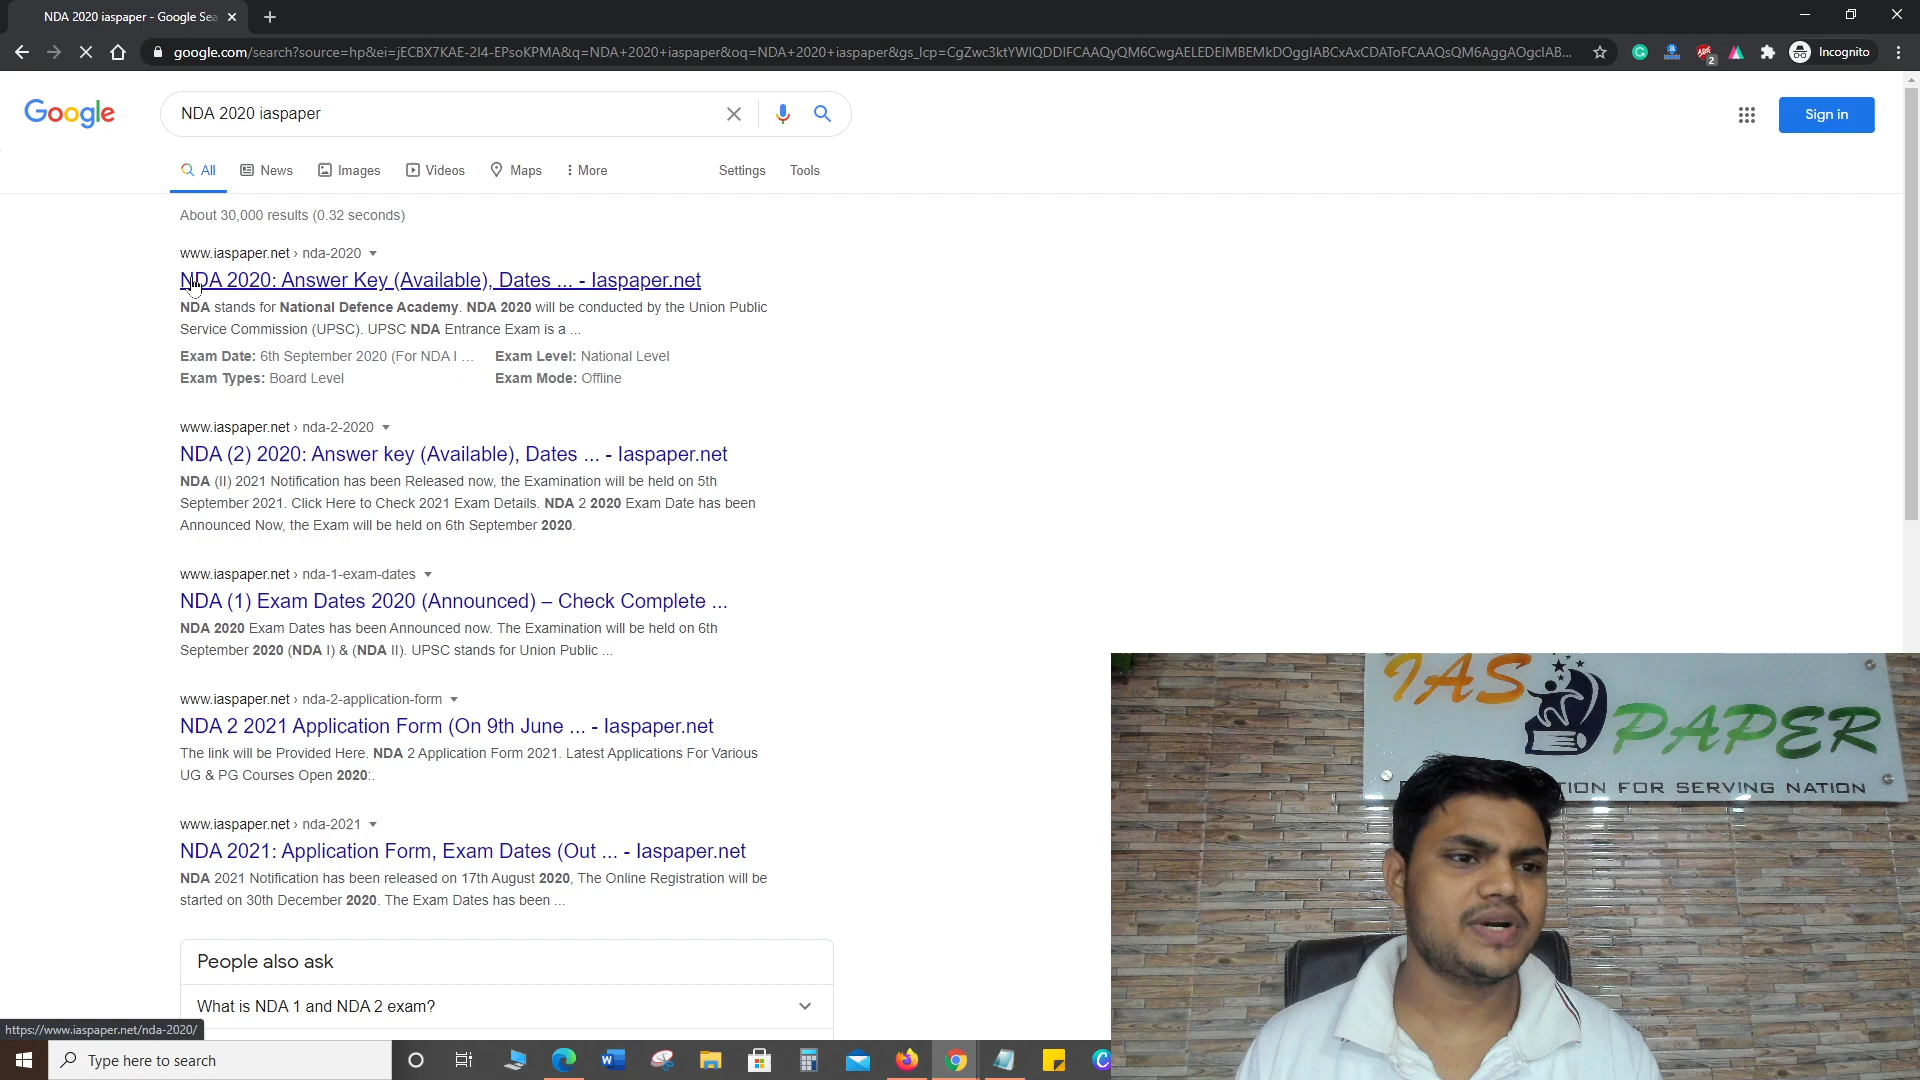 NDA 2020 iaspaper - Google Sea
google.com/search?source=hp&ei=jECBX7KAE-2I4-EPsoKPMA&q=NDA+2020+iaspaper&oq=NDA+2020+iaspaper&gs_lcp=CgZwc3ktYWIQDDIFCAAQyQM6CwgAELEDEIMBEMkDOggIABCxAxCDAToFCAAQsQM6AggAOgcIAB...
2
Incognito
Google
NDA 2020 iaspaper
Sign in
All
News
Images
Videos
Maps
More
Settings
Tools
About 30,000 results (0.32 seconds)
www.iaspaper.net › nda-2020
NDA 2020: Answer Key (Available), Dates ... - Iaspaper.net
NDA stands for National Defence Academy. NDA 2020 will be conducted by the Union Public
Service Commission (UPSC). UPSC NDA Entrance Exam is a ...
Exam Date: 6th September 2020 (For NDA I ... Exam Level: National Level
Exam Types: Board Level Exam Mode: Offline
www.iaspaper.net › nda-2-2020
NDA (2) 2020: Answer key (Available), Dates ... - Iaspaper.net
NDA (II) 2021 Notification has been Released now, the Examination will be held on 5th
September 2021. Click Here to Check 2021 Exam Details. NDA 2 2020 Exam Date has been
Announced Now, the Exam will be held on 6th September 2020.
www.iaspaper.net › nda-1-exam-dates
NDA (1) Exam Dates 2020 (Announced) – Check Complete ...
NDA 2020 Exam Dates has been Announced now. The Examination will be held on 6th
September 2020 (NDA I) & (NDA II). UPSC stands for Union Public ...
www.iaspaper.net › nda-2-application-form
NDA 2 2021 Application Form (On 9th June ... - Iaspaper.net
The link will be Provided Here. NDA 2 Application Form 2021. Latest Applications For Various
UG & PG Courses Open 2020:.
www.iaspaper.net › nda-2021
NDA 2021: Application Form, Exam Dates (Out ... - Iaspaper.net
NDA 2021 Notification has been released on 17th August 2020, The Online Registration will be
started on 30th December 2020. The Exam Dates has been ...
People also ask
What is NDA 1 and NDA 2 exam?
https://www.iaspaper.net/nda-2020/
Type here to search
IAS PAPER
TION FOR SERVING NATION